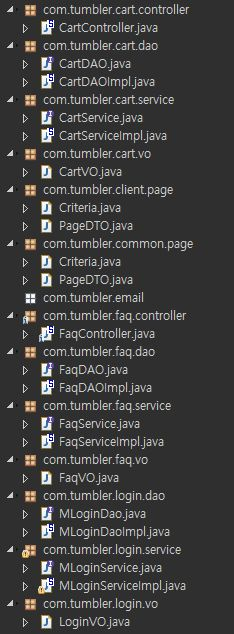 com.tumbler.cart.controller
CartController.java
com.tumbler.cart.dao
CartDAO.java
CartDAOImpl.java
com.tumbler.cart.service
CartService.java
CartServiceImpl.java
com.tumbler.cart.vo
CartVO.java
com.tumbler.client.page
Criteria.java
PageDTO.java
com.tumbler.common.page
Criteria.java
PageDTO.java
com.tumbler.email
com.tumbler.faq.controller
FaqController.java
com.tumbler.faq.dao
FaqDAO.java
FaqDAOImpl.java
com.tumbler.faq.service
FaqService.java
FaqServiceImpl.java
com.tumbler.faq.vo
FaqVO.java
com.tumbler.login.dao
MLoginDao.java
MLoginDaoImpl.java
com.tumbler.login.service
MLoginService.java
MLoginServiceImpl.java
com.tumbler.login.vo
LoginVO.java